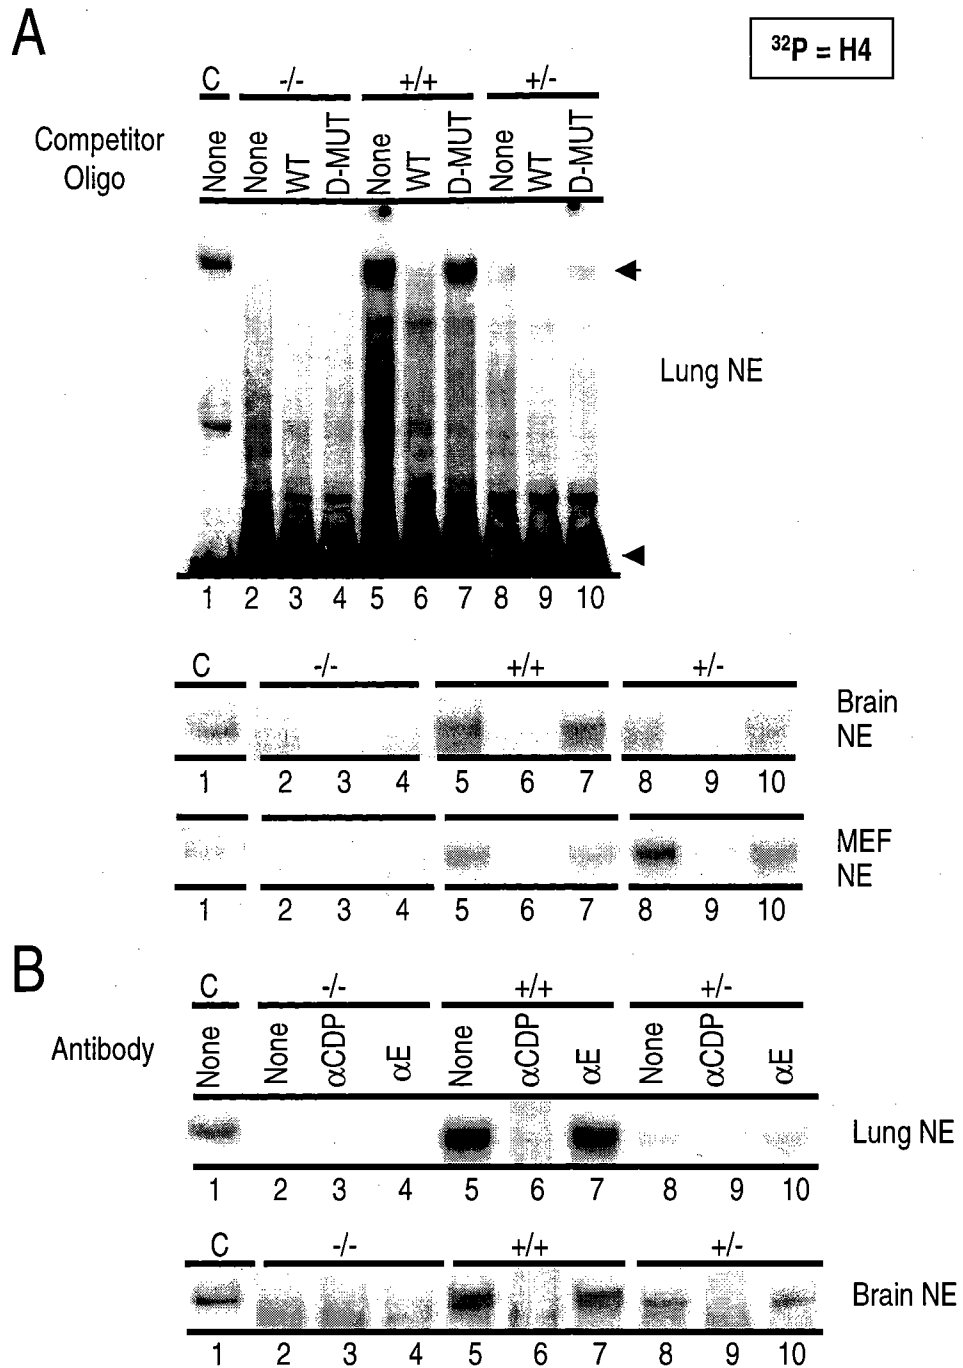 A
³²P = H4
C -/- +/+ +/-
Competitor
Oligo
None None WT D-MUT None WT D-MUT None WT D-MUT
Lung NE
1 2 3 4 5 6 7 8 9 10
C -/- +/+ +/-
Brain
NE
1 2 3 4 5 6 7 8 9 10
MEF
NE
1 2 3 4 5 6 7 8 9 10
B
C -/- +/+ +/-
Antibody
None None αCDP αE None αCDP αE None αCDP αE
Lung NE
1 2 3 4 5 6 7 8 9 10
C -/- +/+ +/-
Brain NE
1 2 3 4 5 6 7 8 9 10